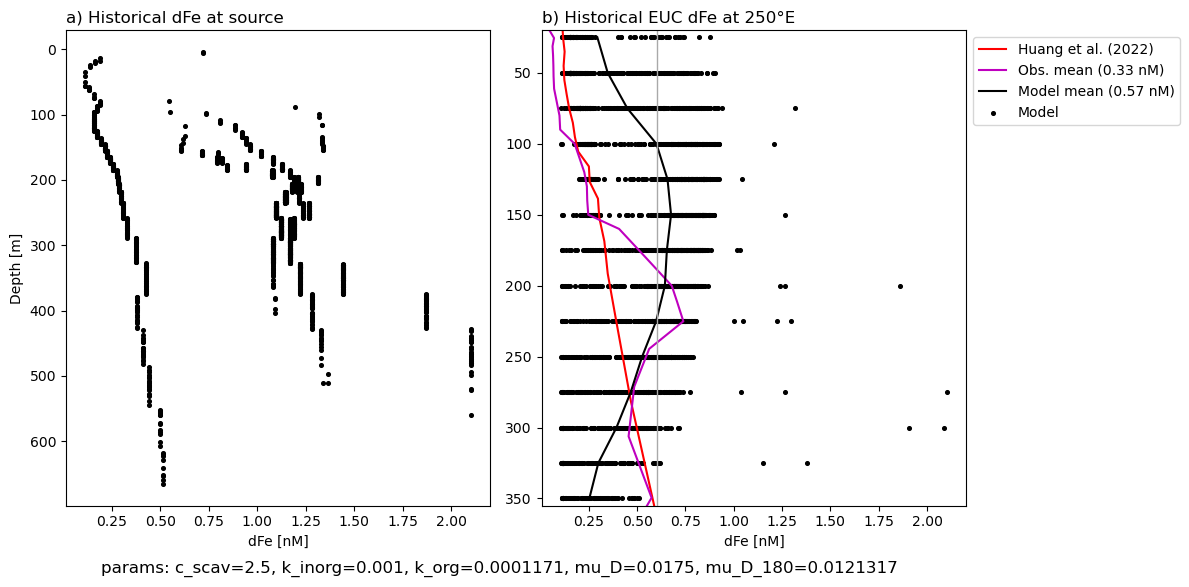 a) Historical dFe at source
Depth [m]
0
100
200
300
400
500
600
0.25 0.50 0.75 1.00 1.25 1.50 1.75 2.00
dFe [nM]
b) Historical EUC dFe at 250°E
50
100
150
200
250
300
350
0.25 0.50 0.75 1.00 1.25 1.50 1.75 2.00
dFe [nM]
Huang et al. (2022)
Obs. mean (0.33 nM)
Model mean (0.57 nM)
Model
params: c_scav=2.5, k_inorg=0.001, k_org=0.0001171, mu_D=0.0175, mu_D_180=0.0121317